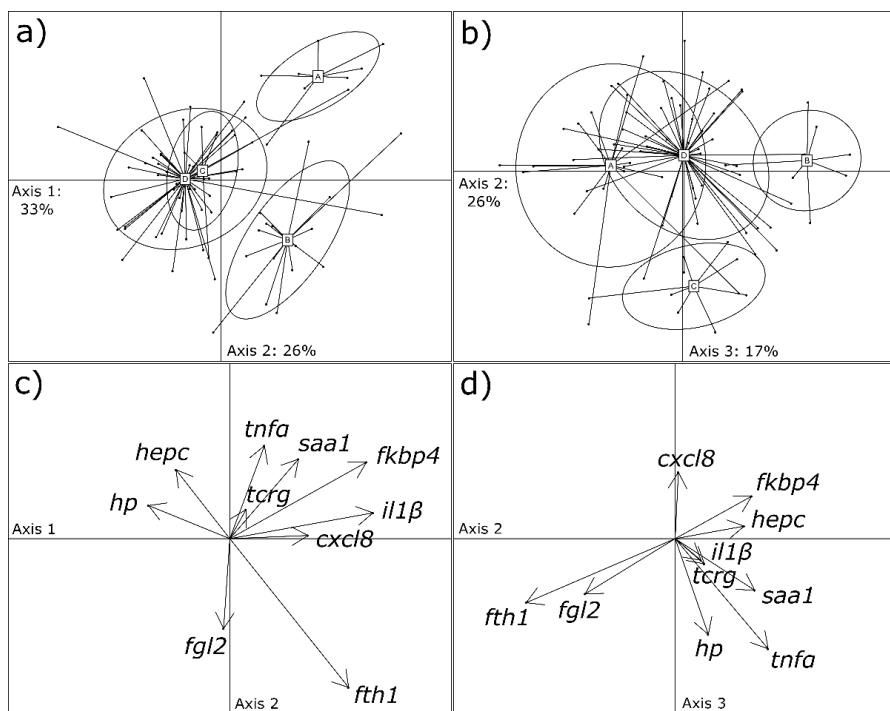 a)
A
C
D
B
Axis 1:
33%
Axis 2: 26%
b)
D
A
B
C
Axis 2:
26%
Axis 3: 17%
c)
tnfa
saa1
hepc
fkbp4
tcrg
hp
il1β
cxcl8
Axis 1
fgl2
fth1
Axis 2
d)
cxcl8
fkbp4
hepc
Axis 2
il1β
tcrg
saa1
fth1
fgl2
hp
tnfa
Axis 3